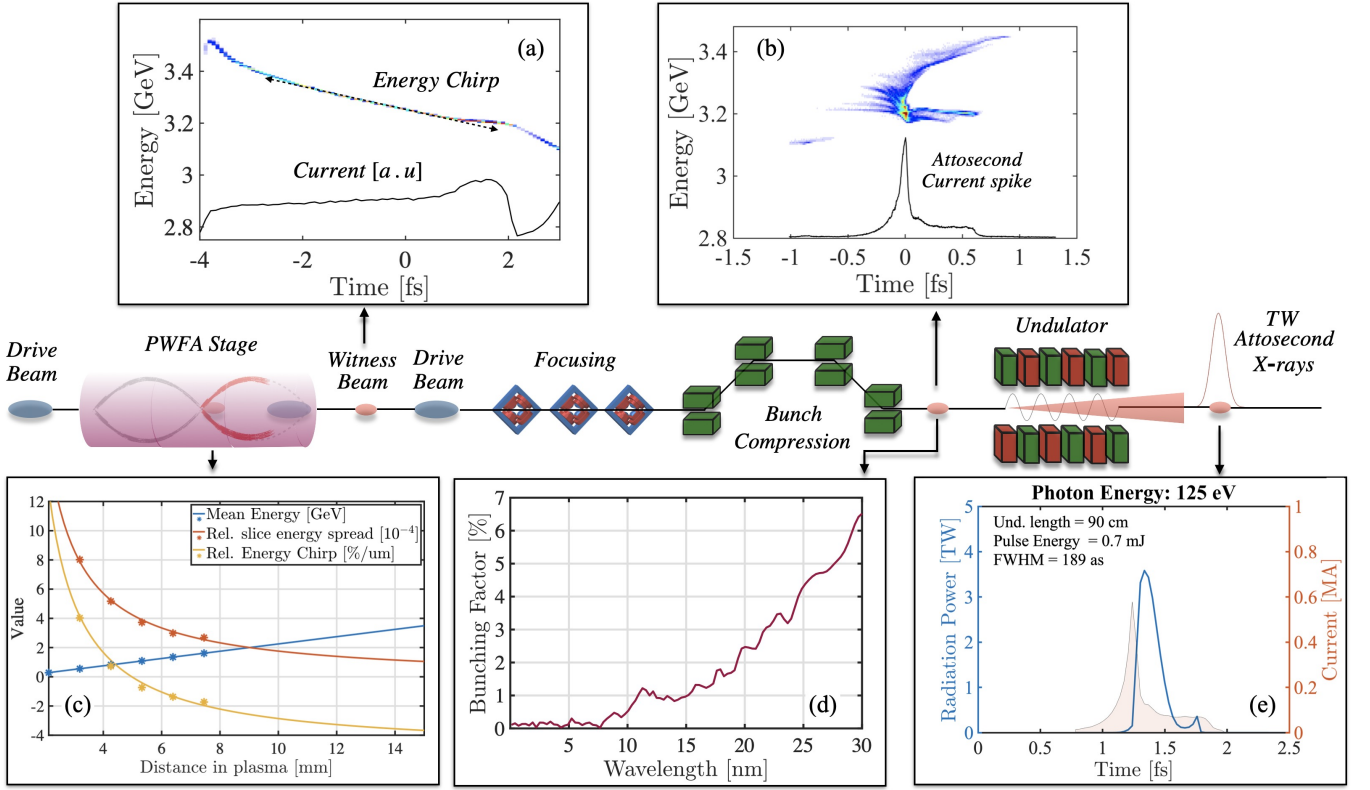 (a)
Energy Chirp
Current [a . u]
Energy [GeV]
3.4
3.2
3
2.8
-4
-2
0
2
Time [fs]
(b)
Attosecond
Current spike
Energy [GeV]
3.4
3.2
3
2.8
-1.5
-1
-0.5
0
0.5
1
1.5
Time [fs]
Drive
Beam
PWFA Stage
Witness
Beam
Drive
Beam
Focusing
Bunch
Compression
Undulator
TW
Attosecond
X-rays
Mean Energy [GeV]
Rel. slice energy spread [10⁻⁴]
Rel. Energy Chirp [%/um]
Value
12
10
8
6
4
2
0
-2
-4
(c)
4
6
8
10
12
14
Distance in plasma [mm]
Bunching Factor [%]
7
6
5
4
3
2
1
0
(d)
5
10
15
20
25
30
Wavelength [nm]
Photon Energy: 125 eV
Und. length = 90 cm
Pulse Energy = 0.7 mJ
FWHM = 189 as
Radiation Power [TW]
5
4
3
2
1
0
Current [MA]
1
0.8
0.6
0.4
0.2
0
(e)
0
0.5
1
1.5
2
2.5
Time [fs]